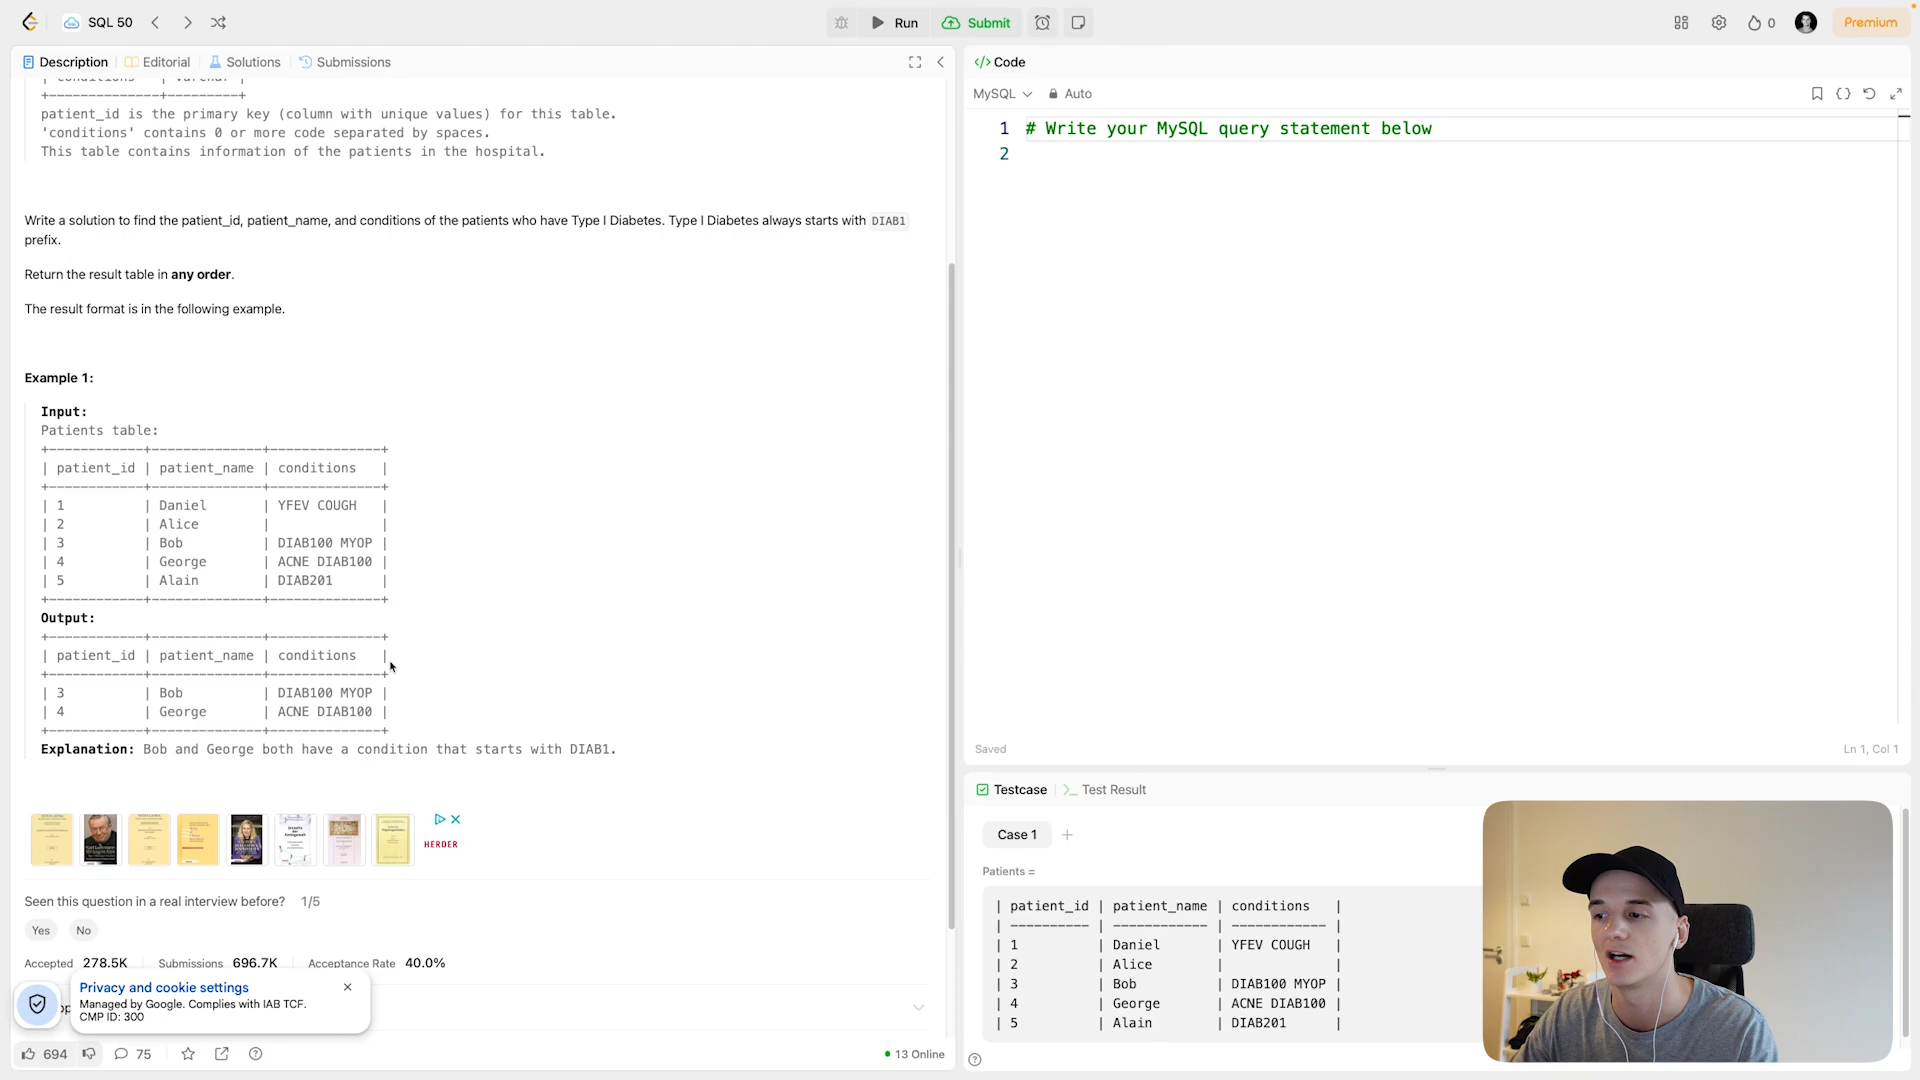 SQL 50
Run
Submit
0
Premium
Description
Editorial
Solutions
Submissions
+--------------+---------+
patient_id is the primary key (column with unique values) for this table.
'conditions' contains 0 or more code separated by spaces.
This table contains information of the patients in the hospital.
Write a solution to find the patient_id, patient_name, and conditions of the patients who have Type I Diabetes. Type I Diabetes always starts with DIAB1
prefix.
Return the result table in any order.
The result format is in the following example.
Example 1:
Input:
Patients table:
+------------+--------------+--------------+
| patient_id | patient_name | conditions   |
+------------+--------------+--------------+
| 1          | Daniel       | YFEV COUGH   |
| 2          | Alice        |              |
| 3          | Bob          | DIAB100 MYOP |
| 4          | George       | ACNE DIAB100 |
| 5          | Alain        | DIAB201      |
+------------+--------------+--------------+
Output:
+------------+--------------+--------------+
| patient_id | patient_name | conditions   |
+------------+--------------+--------------+
| 3          | Bob          | DIAB100 MYOP |
| 4          | George       | ACNE DIAB100 |
+------------+--------------+--------------+
Explanation: Bob and George both have a condition that starts with DIAB1.
HERDER
Seen this question in a real interview before? 1/5
Yes
No
Accepted 278.5K
Submissions 696.7K
Acceptance Rate 40.0%
Privacy and cookie settings
Managed by Google. Complies with IAB TCF.
CMP ID: 300
694
75
13 Online
</> Code
MySQL
Auto
1 # Write your MySQL query statement below
2
Saved
Ln 1, Col 1
Testcase
Test Result
Case 1
Patients =
| patient_id | patient_name | conditions   |
| ---------- | ------------ | ------------ |
| 1          | Daniel       | YFEV COUGH   |
| 2          | Alice        |              |
| 3          | Bob          | DIAB100 MYOP |
| 4          | George       | ACNE DIAB100 |
| 5          | Alain        | DIAB201      |